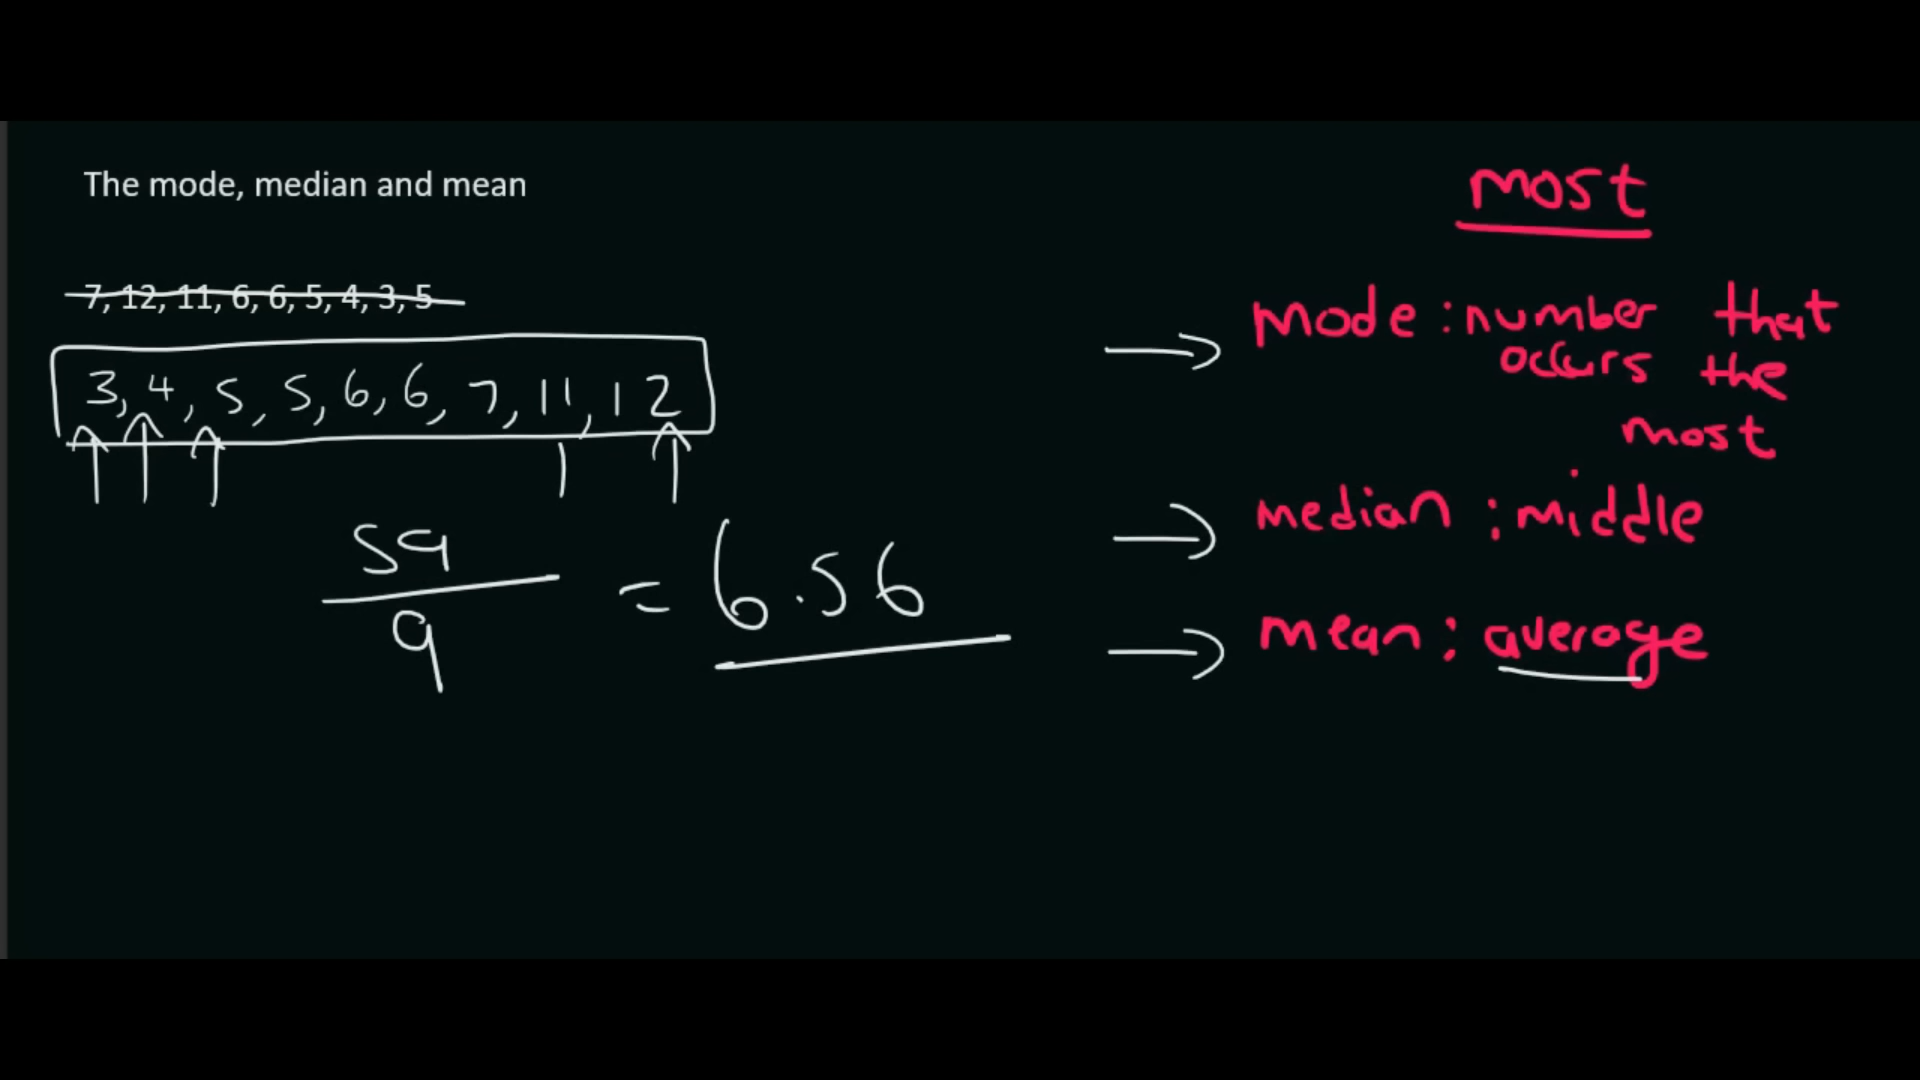 The mode, median and mean
7, 12, 11, 6, 6, 5, 4, 3, 5
3, 4, 5, 5, 6, 6, 7, 11, 12
59
9
= 6.56
most
mode : number that
occurs the
most
median : middle
mean : average